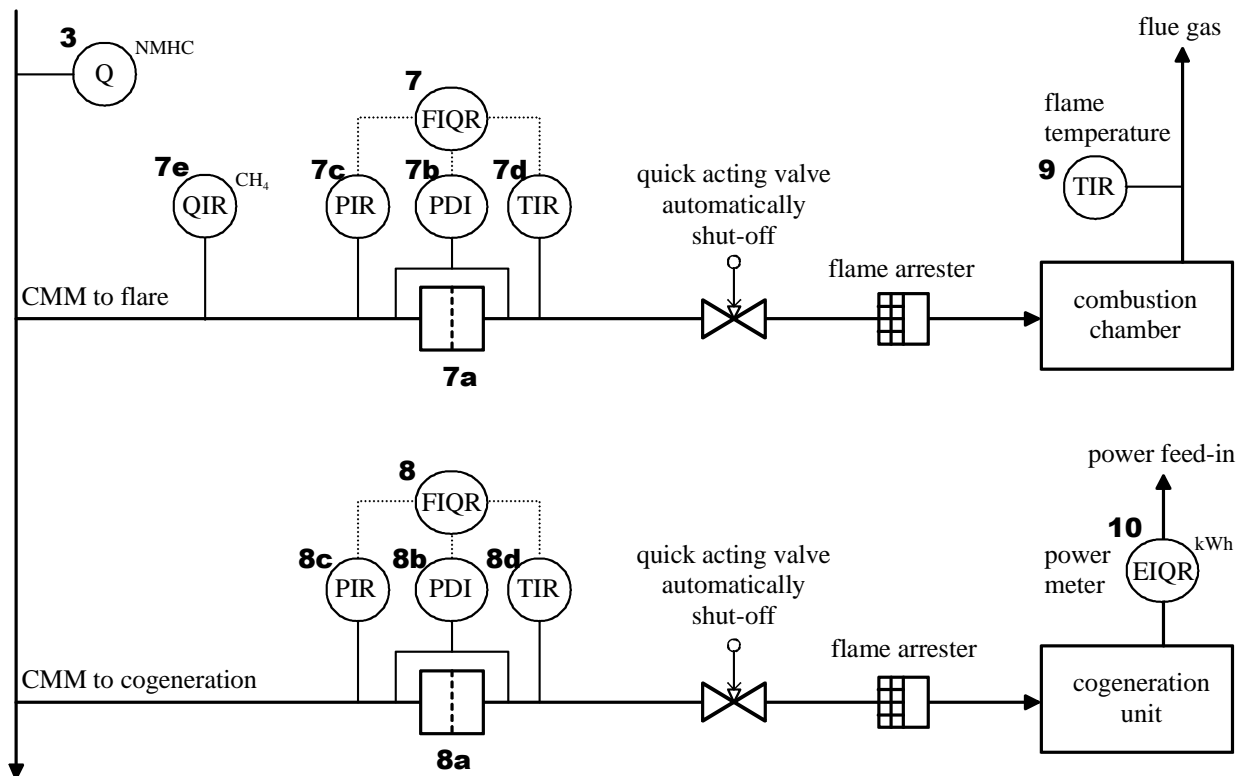 3
NMHC
Q
flue gas
7
FIQR
flame
temperature
7e
CH₄
QIR
7c
PIR
7b
PDI
7d
TIR
quick acting valve
automatically
shut-off
9
TIR
flame arrester
CMM to flare
combustion
chamber
7a
power feed-in
8
FIQR
10
kWh
EIQR
power
meter
8c
PIR
8b
PDI
8d
TIR
quick acting valve
automatically
shut-off
flame arrester
CMM to cogeneration
cogeneration
unit
8a